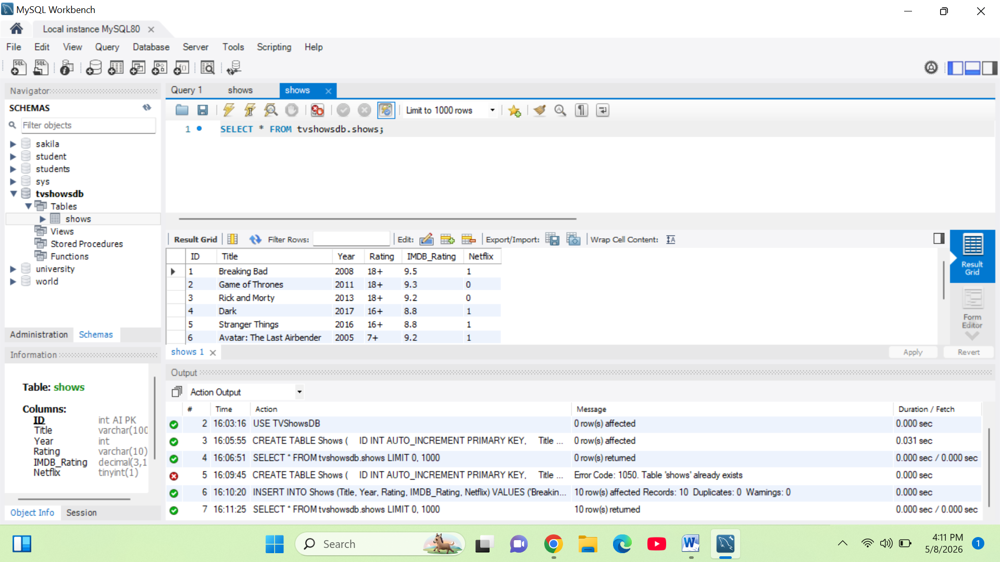 MySQL Workbench
Local instance MySQL80
File Edit View Query Database Server Tools Scripting Help
Navigator
SCHEMAS
Filter objects
sakila
student
students
sys
tvshowsdb
Tables
shows
Views
Stored Procedures
Functions
university
world
Administration Schemas
Information
Table: shows
Columns:
ID int AI PK
Title varchar(100
Year int
Rating varchar(10)
IMDB_Rating decimal(3,1
Netflix tinyint(1)
Object Info Session
Query 1 shows shows
Limit to 1000 rows
1 SELECT * FROM tvshowsdb.shows;
Result Grid Filter Rows: Edit: Export/Import: Wrap Cell Content:
ID Title Year Rating IMDB_Rating Netflix
1 Breaking Bad 2008 18+ 9.5 1
2 Game of Thrones 2011 18+ 9.3 0
3 Rick and Morty 2013 18+ 9.2 0
4 Dark 2017 16+ 8.8 1
5 Stranger Things 2016 16+ 8.8 1
6 Avatar: The Last Airbender 2005 7+ 9.2 1
Result
Grid
Form
Editor
shows 1
Apply Revert
Output
Action Output
# Time Action Message Duration / Fetch
2 16:03:16 USE TVShowsDB 0 row(s) affected 0.000 sec
3 16:05:55 CREATE TABLE Shows ( ID INT AUTO_INCREMENT PRIMARY KEY, Title ... 0 row(s) affected 0.031 sec
4 16:06:51 SELECT * FROM tvshowsdb.shows LIMIT 0, 1000 0 row(s) returned 0.000 sec / 0.000 sec
5 16:09:45 CREATE TABLE Shows ( ID INT AUTO_INCREMENT PRIMARY KEY, Title ... Error Code: 1050. Table 'shows' already exists 0.000 sec
6 16:10:20 INSERT INTO Shows (Title, Year, Rating, IMDB_Rating, Netflix) VALUES ('Breakin... 10 row(s) affected Records: 10 Duplicates: 0 Warnings: 0 0.000 sec
7 16:11:25 SELECT * FROM tvshowsdb.shows LIMIT 0, 1000 10 row(s) returned 0.000 sec / 0.000 sec
Search
4:11 PM
5/8/2026
1